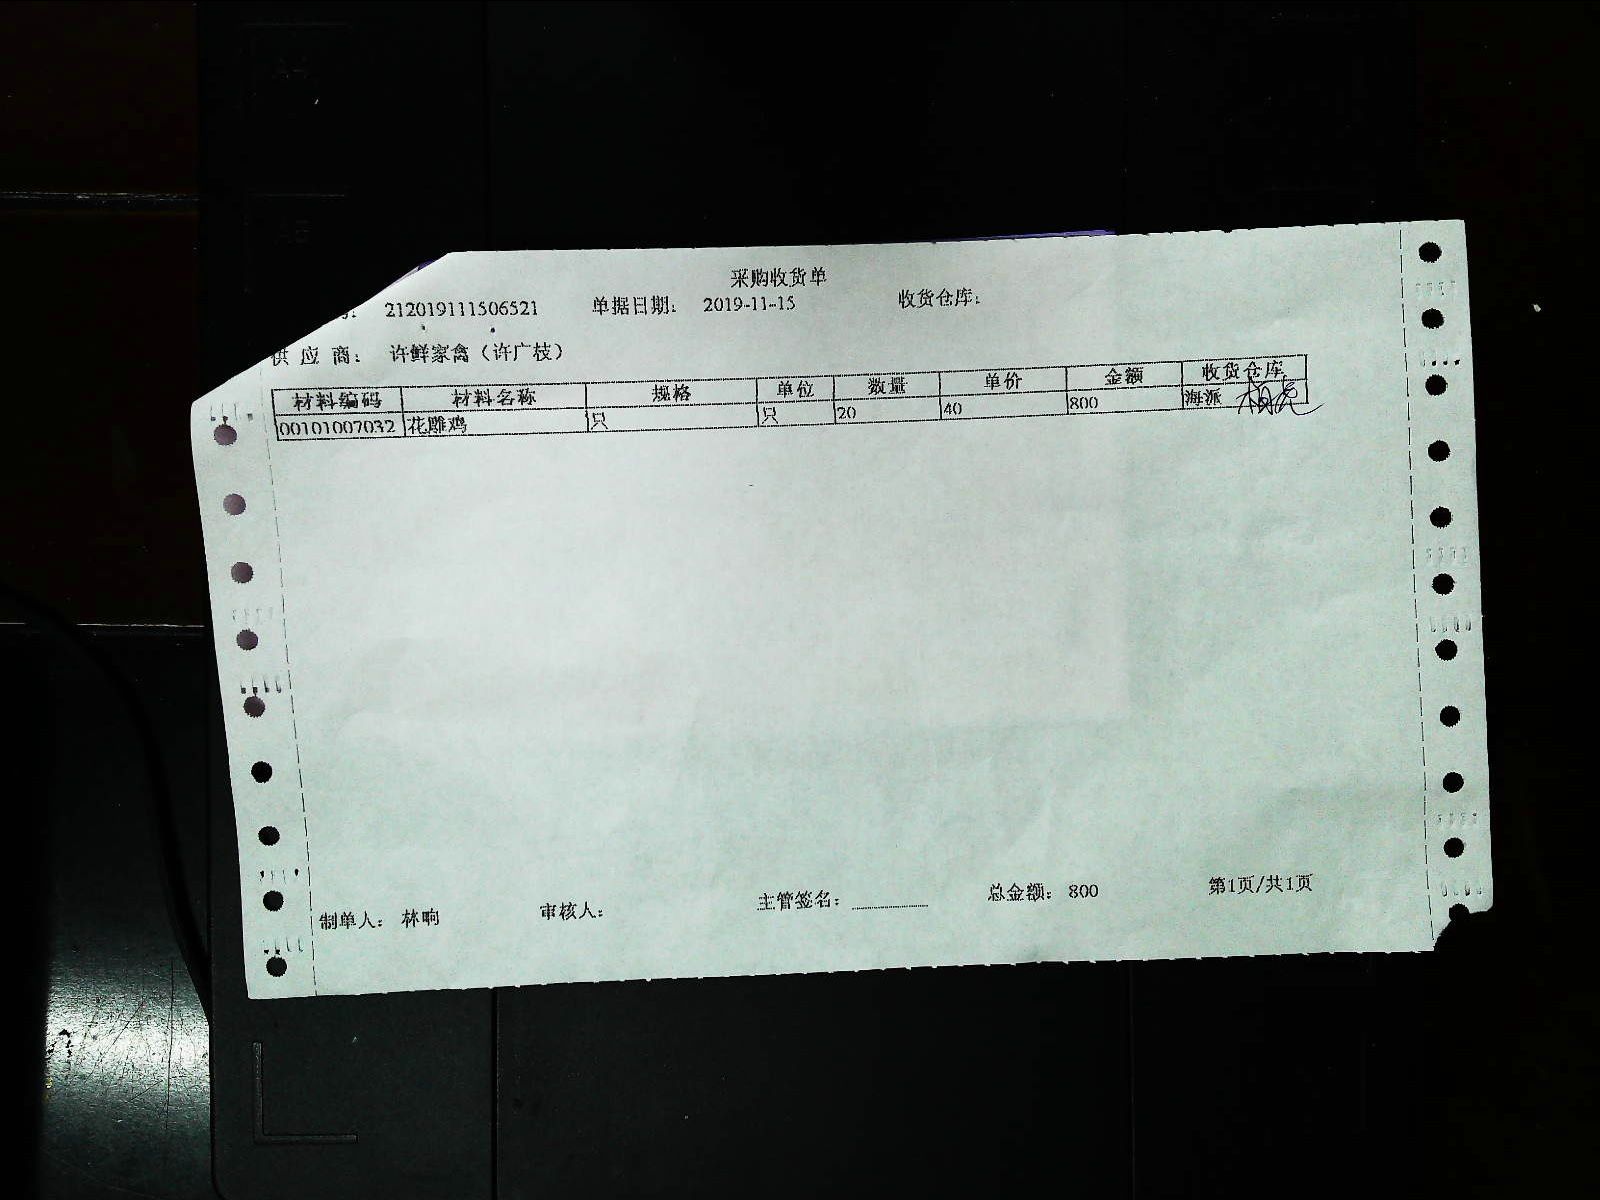 采购收货单
212019111506521 单据日期: 2019-11-15 收货仓库:
供 应 商: 许鲜家禽(许广枝)
材料编码 材料名称 规格 单位 数量 单价 金额 收货仓库
00101007032 花雕鸡 只 只 20 40 800 海派
制单人: 林响 审核人: 主管签名: 总金额: 800 第1页/共1页